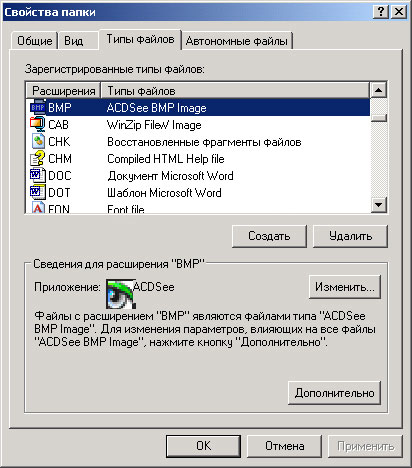 Свойства папки
Общие Вид Типы файлов Автономные файлы
Зарегистрированные типы файлов:
Расширения Типы файлов
BMP ACDSee BMP Image
CAB WinZip FileW Image
CHK Восстановленные фрагменты файлов
CHM Compiled HTML Help file
DOC Документ Microsoft Word
DOT Шаблон Microsoft Word
FON Font file
Создать Удалить
Сведения для расширения "BMP"
Приложение: ACDSee Изменить...
Файлы с расширением "BMP" являются файлами типа "ACDSee
BMP Image". Для изменения параметров, влияющих на все файлы
"ACDSee BMP Image", нажмите кнопку "Дополнительно".
Дополнительно
OK Отмена Применить